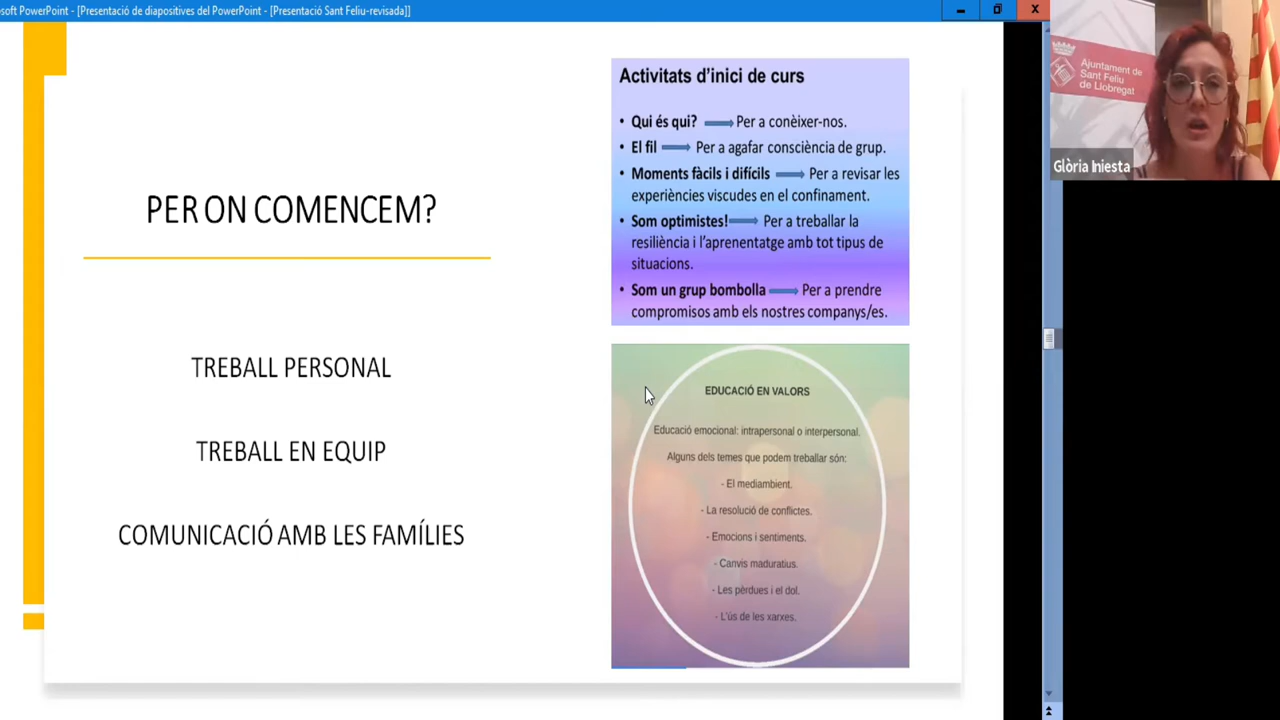 osoft PowerPoint - [Presentació de diapositives del PowerPoint - [Presentació Sant Feliu-revisada]]
PER ON COMENCEM?
TREBALL PERSONAL
TREBALL EN EQUIP
COMUNICACIÓ AMB LES FAMÍLIES
Activitats d'inici de curs
• Qui és qui? Per a conèixer-nos.
• El fil Per a agafar consciència de grup.
• Moments fàcils i difícils Per a revisar les
experiències viscudes en el confinament.
• Som optimistes! Per a treballar la
resiliència i l'aprenentatge amb tot tipus de
situacions.
• Som un grup bombolla Per a prendre
compromisos amb els nostres companys/es.
EDUCACIÓ EN VALORS
Educació emocional: intrapersonal o interpersonal.
Alguns dels temes que podem treballar són:
- El mediambient.
- La resolució de conflictes.
- Emocions i sentiments.
- Canvis maduratius.
- Les pèrdues i el dol.
- L'ús de les xarxes.
Ajuntament de
Sant Feliu
de Llobregat
Glòria Iniesta